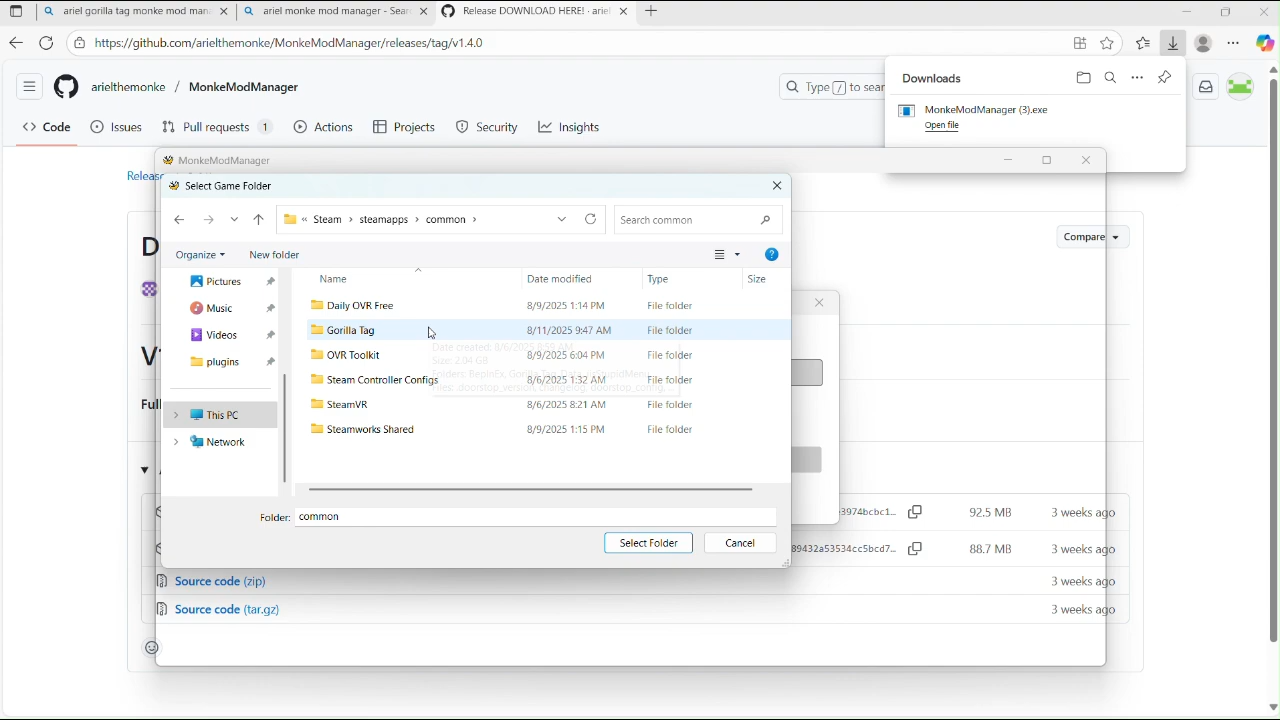 ariel gorilla tag monke mod man
ariel monke mod manager - Sear
Release DOWNLOAD HERE! · arie
https://github.com/arielthemonke/MonkeModManager/releases/tag/v1.4.0
arielthemonke / MonkeModManager
Type / to sear
Downloads
MonkeModManager (3).exe
Open file
Code
Issues
Pull requests 1
Actions
Projects
Security
Insights
MonkeModManager
Select Game Folder
« Steam › steamapps › common ›
Search common
Organize
New folder
Compare
Name Date modified Type Size
Pictures
Music
Videos
plugins
This PC
Network
Daily OVR Free 8/9/2025 1:14 PM File folder
Gorilla Tag 8/11/2025 9:47 AM File folder
OVR Toolkit 8/9/2025 6:04 PM File folder
Steam Controller Configs 8/6/2025 1:32 AM File folder
SteamVR 8/6/2025 8:21 AM File folder
Steamworks Shared 8/9/2025 1:15 PM File folder
Folder: common
Select Folder
Cancel
92.5 MB 3 weeks ago
88.7 MB 3 weeks ago
Source code (zip) 3 weeks ago
Source code (tar.gz) 3 weeks ago